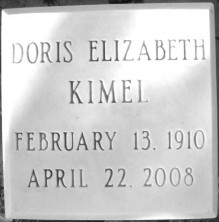 DORIS ELIZABETH
KIMEL
FEBRUARY 13, 1910
APRIL 22, 2008